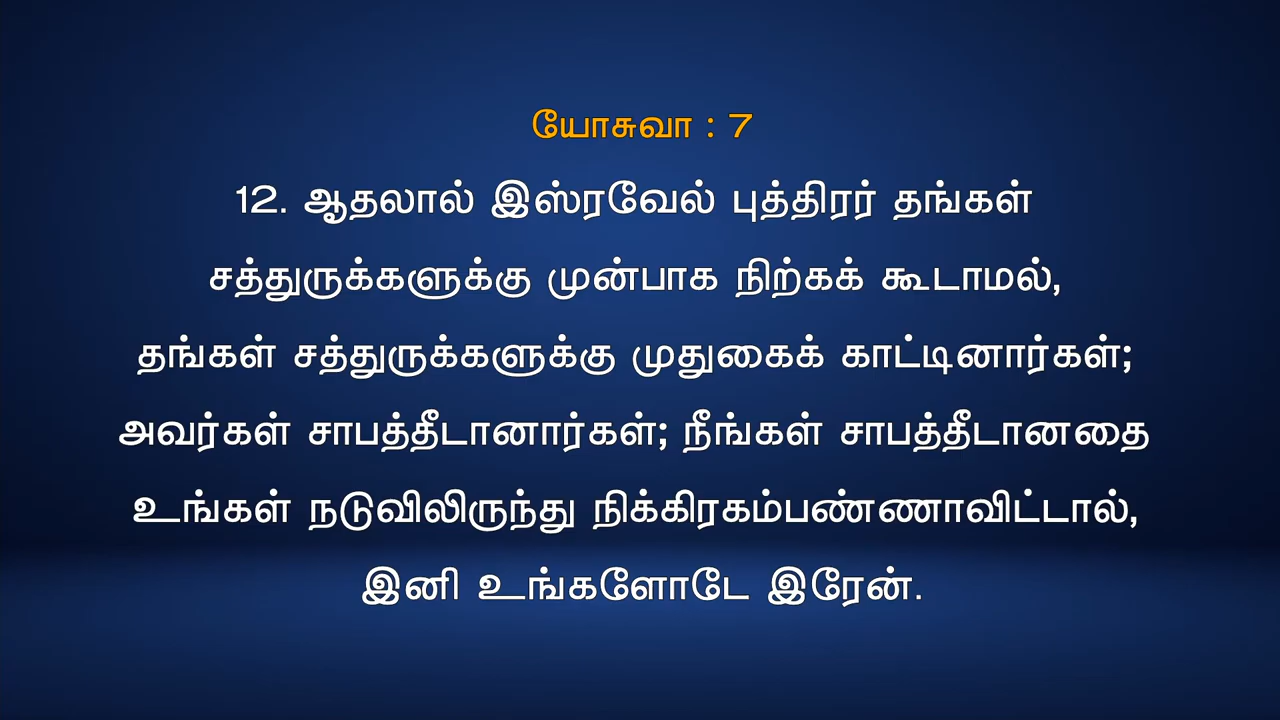 யோசுவா : 7
12. ஆதலால் இஸ்ரவேல் புத்திரர் தங்கள்
சத்துருக்களுக்கு முன்பாக நிற்கக் கூடாமல்,
தங்கள் சத்துருக்களுக்கு முதுகைக் காட்டினார்கள்;
அவர்கள் சாபத்தீடானார்கள்; நீங்கள் சாபத்தீடானதை
உங்கள் நடுவிலிருந்து நிக்கிரகம்பண்ணாவிட்டால்,
இனி உங்களோடே இரேன்.